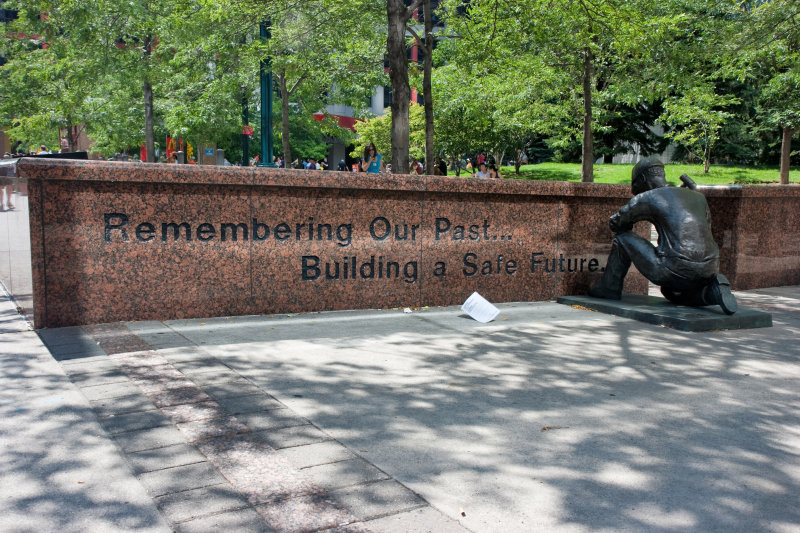 Remembering Our Past...
Building a Safe Future.